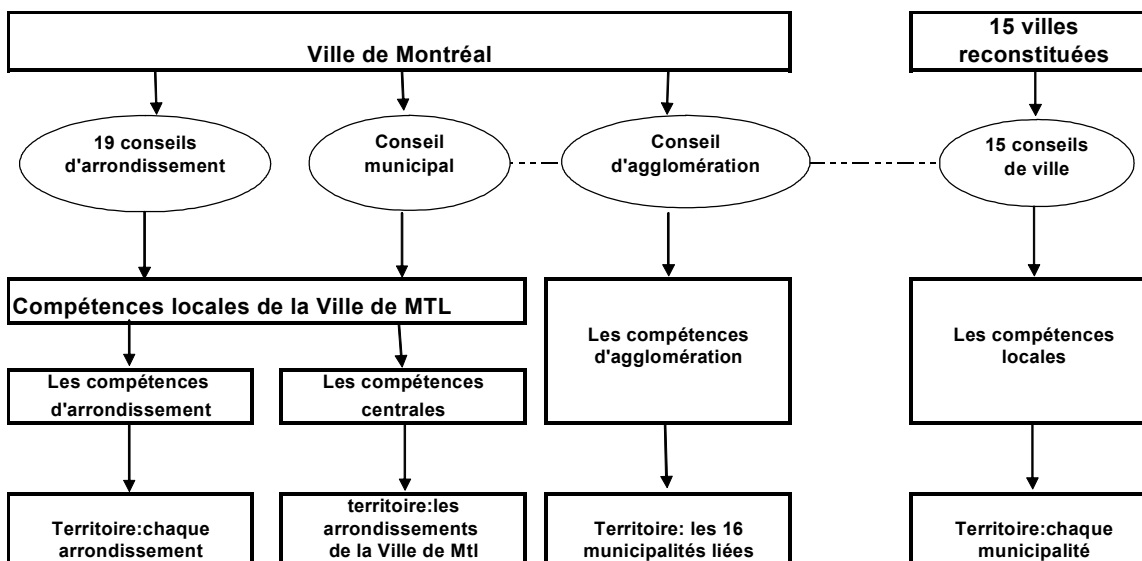 Ville de Montréal
15 villes
reconstituées
19 conseils
d'arrondissement
Conseil
municipal
Conseil
d'agglomération
15 conseils
de ville
Compétences locales de la Ville de MTL
Les compétences
d'agglomération
Les compétences
locales
Les compétences
d'arrondissement
Les compétences
centrales
Territoire:chaque
arrondissement
territoire:les
arrondissements
de la Ville de Mtl
Territoire: les 16
municipalités liées
Territoire:chaque
municipalité